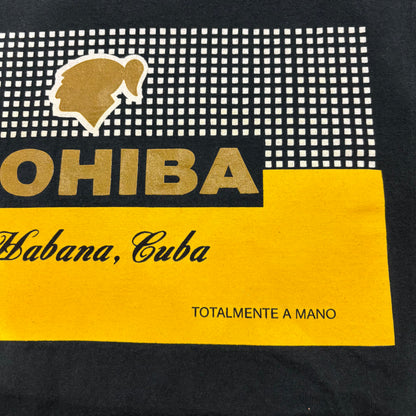 OHIBA
Habana, Cuba
TOTALMENTE A MANO